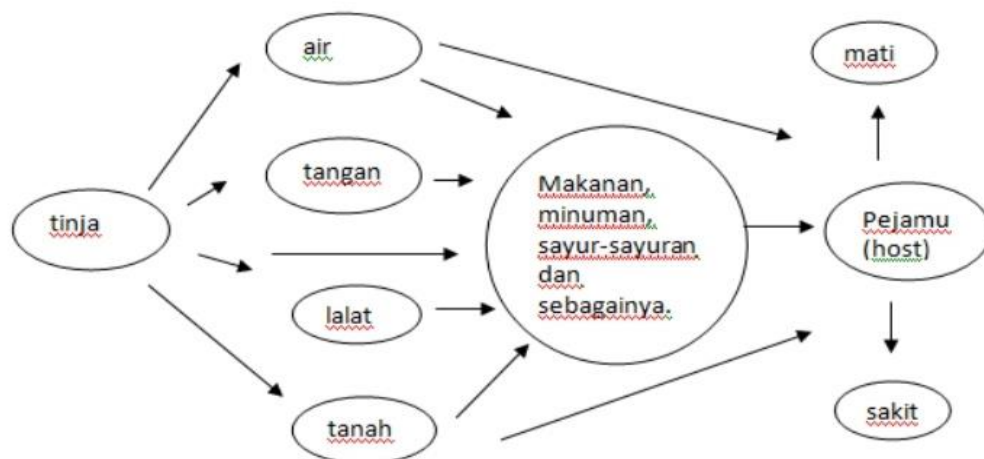 tinja
air
tangan
lalat
tanah
Makanan,
minuman,
sayur-sayuran
dan
sebagainya.
mati
Pejamu
(host)
sakit